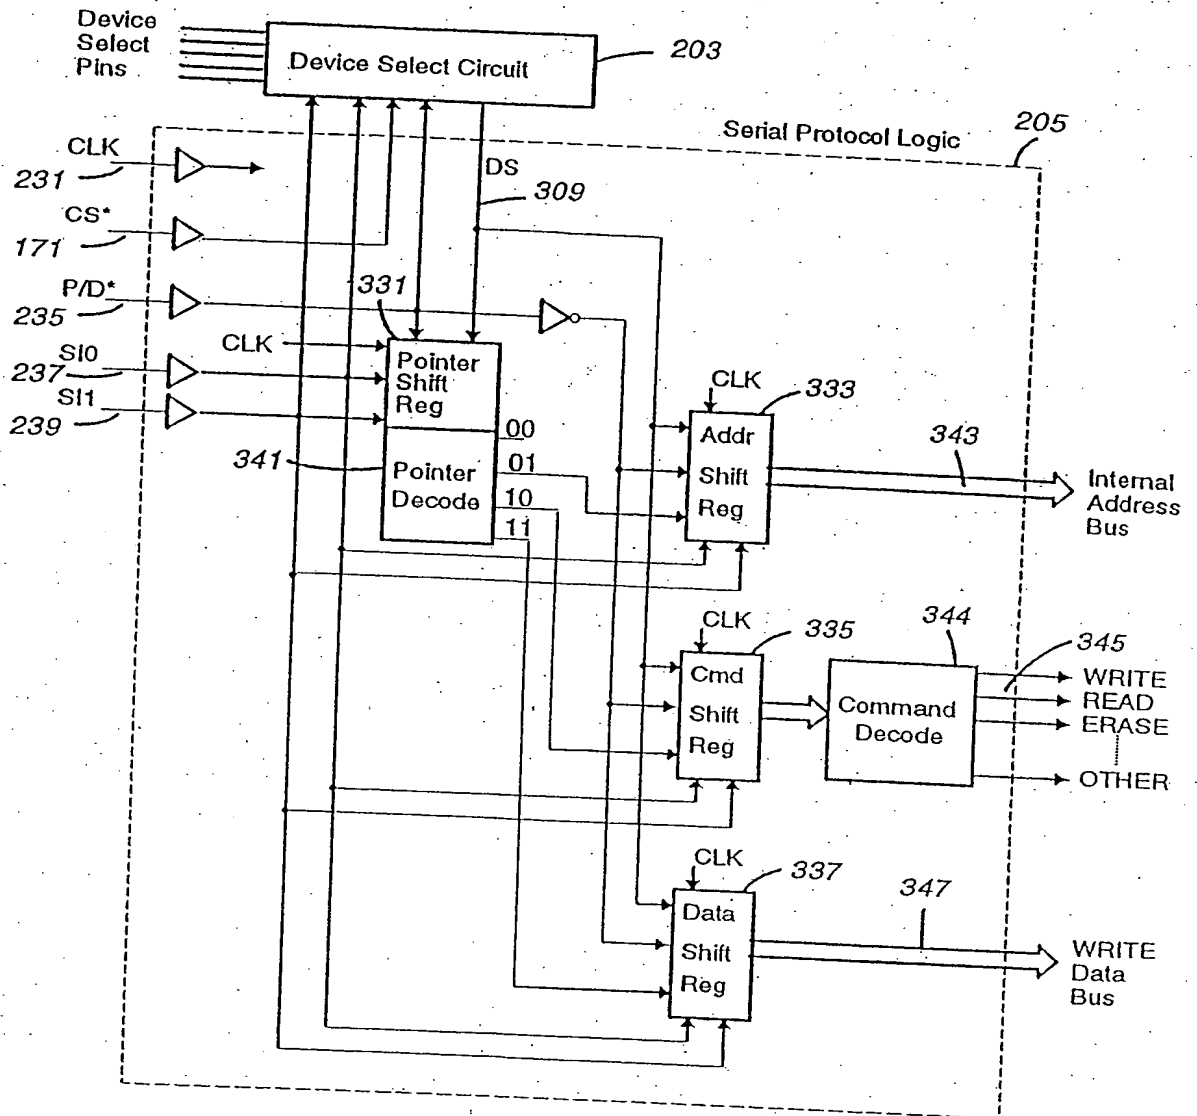 Device
Select
Pins
Device Select Circuit
203
Serial Protocol Logic
205
CLK
231
DS
309
CS*
171
P/D*
235
331
CLK
SI0
237
SI1
239
Pointer
Shift
Reg
341
Pointer
Decode
00
01
10
11
CLK
333
Addr
Shift
Reg
343
Internal
Address
Bus
CLK
335
Cmd
Shift
Reg
344
Command
Decode
345
WRITE
READ
ERASE
OTHER
CLK
337
Data
Shift
Reg
347
WRITE
Data
Bus